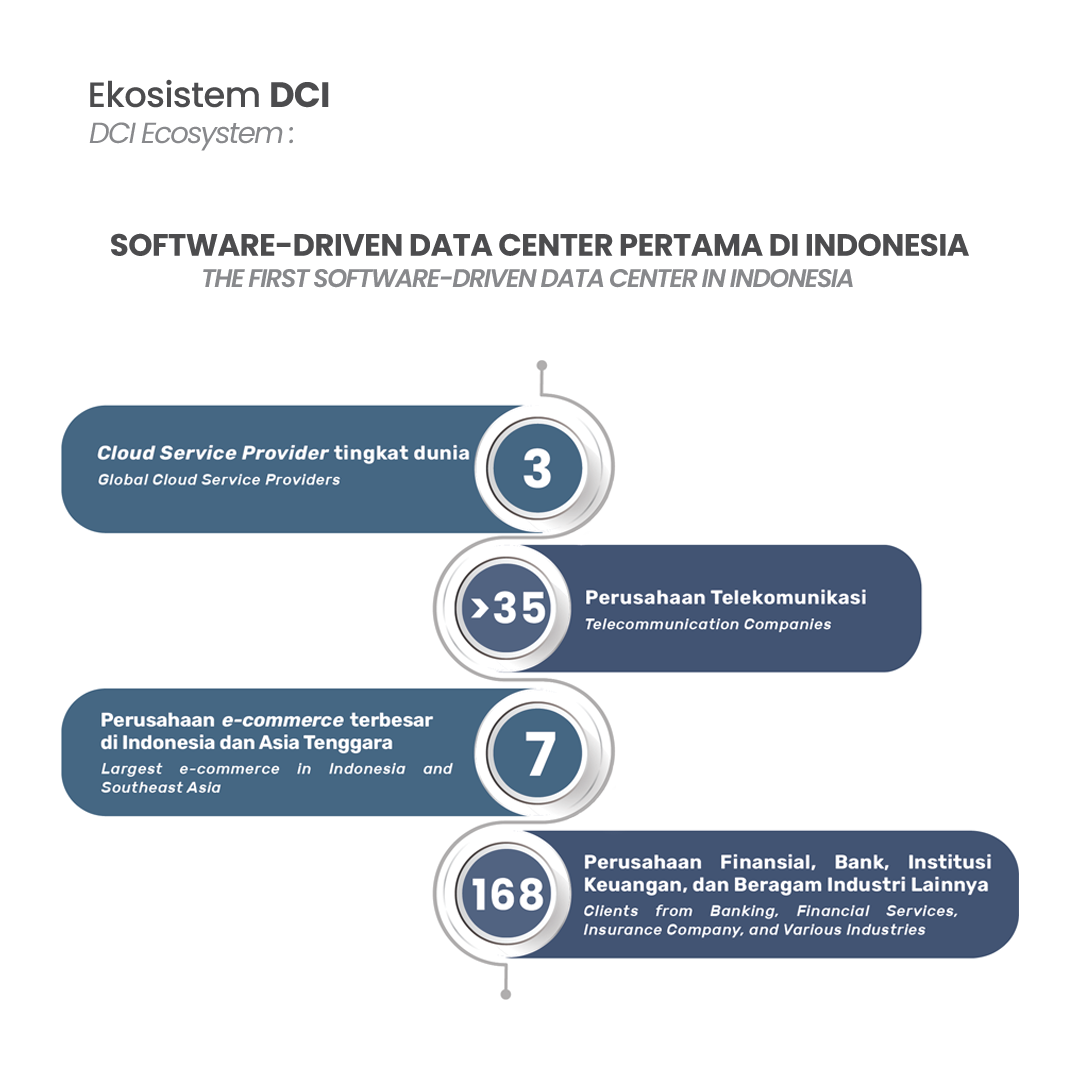 Ekosistem DCI
DCI Ecosystem :
SOFTWARE-DRIVEN DATA CENTER PERTAMA DI INDONESIA
THE FIRST SOFTWARE-DRIVEN DATA CENTER IN INDONESIA
Cloud Service Provider tingkat dunia
Global Cloud Service Providers
3
>35
Perusahaan Telekomunikasi
Telecommunication Companies
Perusahaan e-commerce terbesar
di Indonesia dan Asia Tenggara
Largest e-commerce in Indonesia and
Southeast Asia
7
168
Perusahaan Finansial, Bank, Institusi
Keuangan, dan Beragam Industri Lainnya
Clients from Banking, Financial Services,
Insurance Company, and Various Industries